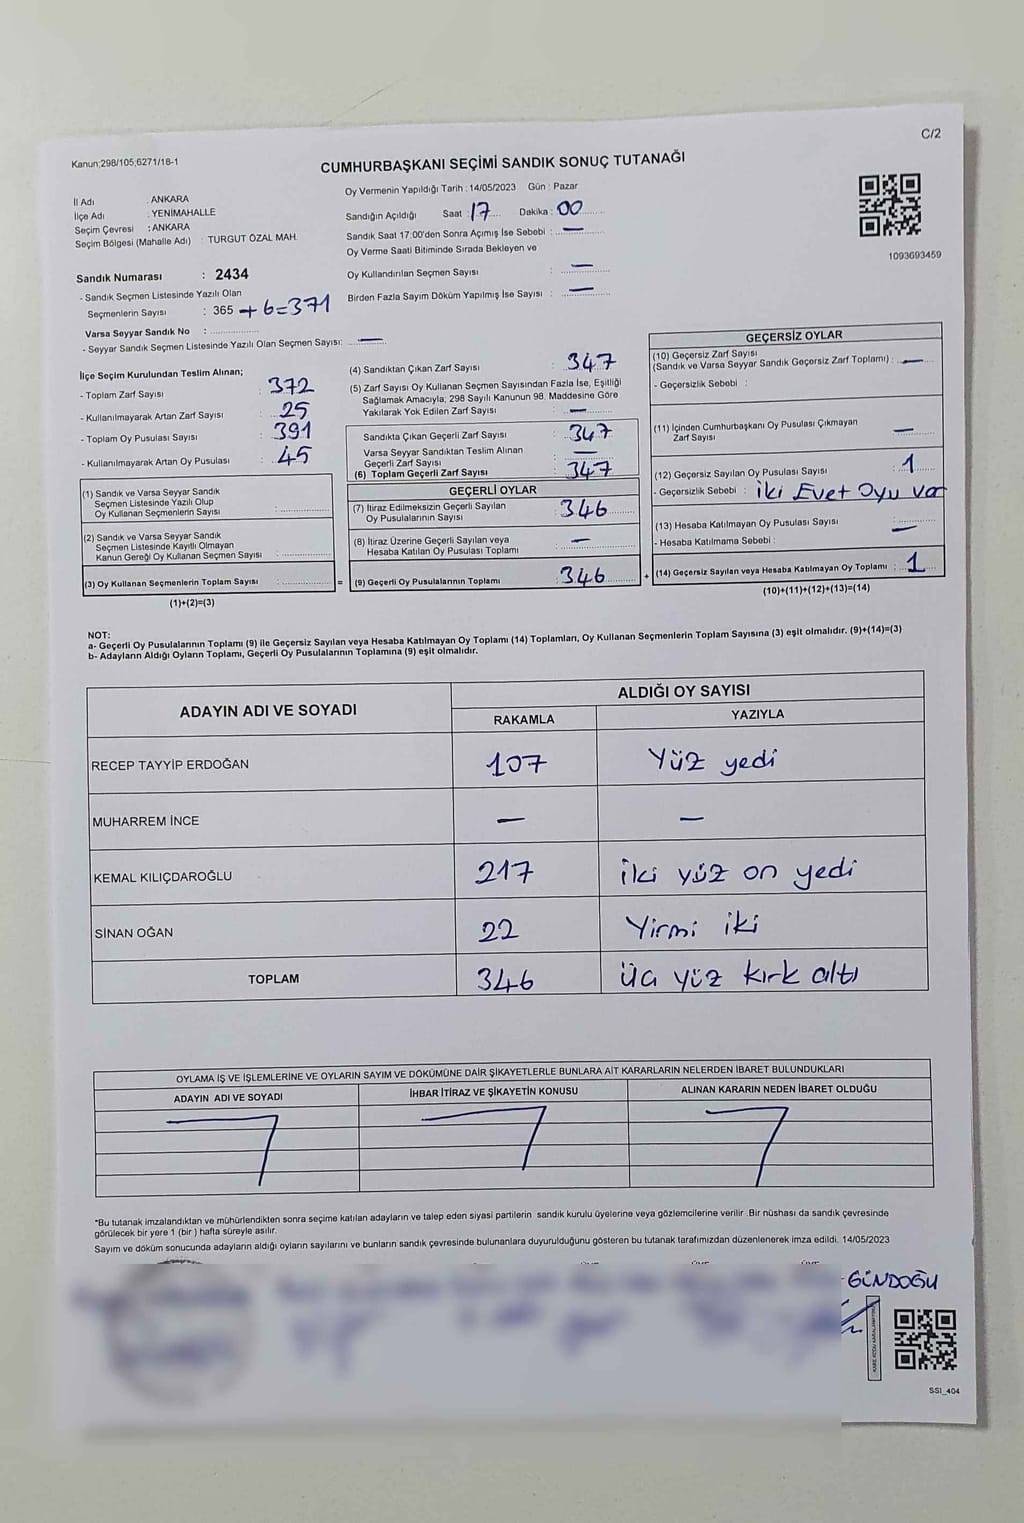 C/2
Kanun;298/105;6271/18-1
CUMHURBAŞKANI SEÇİMİ SANDIK SONUÇ TUTANAĞI
İl Adı : ANKARA
İlçe Adı : YENİMAHALLE
Seçim Çevresi : ANKARA
Seçim Bölgesi (Mahalle Adı) : TURGUT ÖZAL MAH.
Oy Vermenin Yapıldığı Tarih : 14/05/2023 Gün : Pazar
Sandığın Açıldığı Saat : 17 Dakika : 00
Sandık Saat 17:00'den Sonra Açımış İse Sebebi : —
Oy Verme Saati Bitiminde Sırada Bekleyen ve
Oy Kullandırılan Seçmen Sayısı : —
Birden Fazla Sayım Döküm Yapılmış İse Sayısı : —
1093693459
Sandık Numarası : 2434
- Sandık Seçmen Listesinde Yazılı Olan
Seçmenlerin Sayısı : 365 + 6 = 371
Varsa Seyyar Sandık No :
- Seyyar Sandık Seçmen Listesinde Yazılı Olan Seçmen Sayısı: —
İlçe Seçim Kurulundan Teslim Alınan;
- Toplam Zarf Sayısı : 372
- Kullanılmayarak Artan Zarf Sayısı : 25
- Toplam Oy Pusulası Sayısı : 391
- Kullanılmayarak Artan Oy Pusulası : 45
(1) Sandık ve Varsa Seyyar Sandık
Seçmen Listesinde Yazılı Olup
Oy Kullanan Seçmenlerin Sayısı :
(2) Sandık ve Varsa Seyyar Sandık
Seçmen Listesinde Kayıtlı Olmayan
Kanun Gereği Oy Kullanan Seçmen Sayısı :
(3) Oy Kullanan Seçmenlerin Toplam Sayısı :
(1)+(2)=(3)
=
(4) Sandıktan Çıkan Zarf Sayısı : 347
(5) Zarf Sayısı Oy Kullanan Seçmen Sayısından Fazla İse, Eşitliği
Sağlamak Amacıyla; 298 Sayılı Kanunun 98. Maddesine Göre
Yakılarak Yok Edilen Zarf Sayısı : —
Sandıkta Çıkan Geçerli Zarf Sayısı : 347
Varsa Seyyar Sandıktan Teslim Alınan
Geçerli Zarf Sayısı : —
(6) Toplam Geçerli Zarf Sayısı : 347
GEÇERLİ OYLAR
(7) İtiraz Edilmeksizin Geçerli Sayılan
Oy Pusulalarının Sayısı : 346
(8) İtiraz Üzerine Geçerli Sayılan veya
Hesaba Katılan Oy Pusulası Toplamı : —
(9) Geçerli Oy Pusulalarının Toplamı : 346
+
GEÇERSİZ OYLAR
(10) Geçersiz Zarf Sayısı
(Sandık ve Varsa Seyyar Sandık Geçersiz Zarf Toplamı) : —
- Geçersizlik Sebebi :
(11) İçinden Cumhurbaşkanı Oy Pusulası Çıkmayan
Zarf Sayısı : —
(12) Geçersiz Sayılan Oy Pusulası Sayısı : 1
- Geçersizlik Sebebi : iki Evet Oyu var
(13) Hesaba Katılmayan Oy Pusulası Sayısı : —
- Hesaba Katılmama Sebebi :
(14) Geçersiz Sayılan veya Hesaba Katılmayan Oy Toplamı : 1
(10)+(11)+(12)+(13)=(14)
NOT:
a- Geçerli Oy Pusulalarının Toplamı (9) ile Geçersiz Sayılan veya Hesaba Katılmayan Oy Toplamı (14) Toplamları, Oy Kullanan Seçmenlerin Toplam Sayısına (3) eşit olmalıdır. (9)+(14)=(3)
b- Adayların Aldığı Oyların Toplamı, Geçerli Oy Pusulalarının Toplamına (9) eşit olmalıdır.
ADAYIN ADI VE SOYADI
ALDIĞI OY SAYISI
RAKAMLA YAZIYLA
RECEP TAYYİP ERDOĞAN 107 Yüz yedi
MUHARREM İNCE — —
KEMAL KILIÇDAROĞLU 217 iki yüz on yedi
SİNAN OĞAN 22 Yirmi iki
TOPLAM 346 üç yüz kırk altı
OYLAMA İŞ VE İŞLEMLERİNE VE OYLARIN SAYIM VE DÖKÜMÜNE DAİR ŞİKAYETLERLE BUNLARA AİT KARARLARIN NELERDEN İBARET BULUNDUKLARI
ADAYIN ADI VE SOYADI İHBAR İTİRAZ VE ŞİKAYETİN KONUSU ALINAN KARARIN NEDEN İBARET OLDUĞU
*Bu tutanak imzalandıktan ve mühürlendikten sonra seçime katılan adayların ve talep eden siyasi partilerin sandık kurulu üyelerine veya gözlemcilerine verilir .Bir nüshası da sandık çevresinde
görülecek bir yere 1 (bir ) hafta süreyle asılır.
Sayım ve döküm sonucunda adayların aldığı oyların sayılarını ve bunların sandık çevresinde bulunanlara duyurulduğunu gösteren bu tutanak tarafımızdan düzenlenerek imza edildi. 14/05/2023
GÜNDOĞU
SSI_404